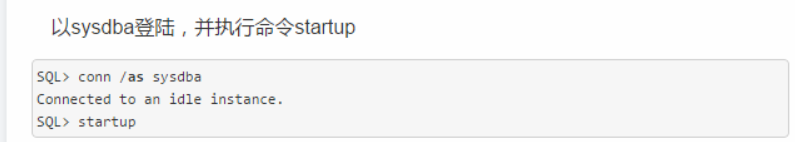 以sysdba登陆，并执行命令startup
SQL> conn /as sysdba
Connected to an idle instance.
SQL> startup